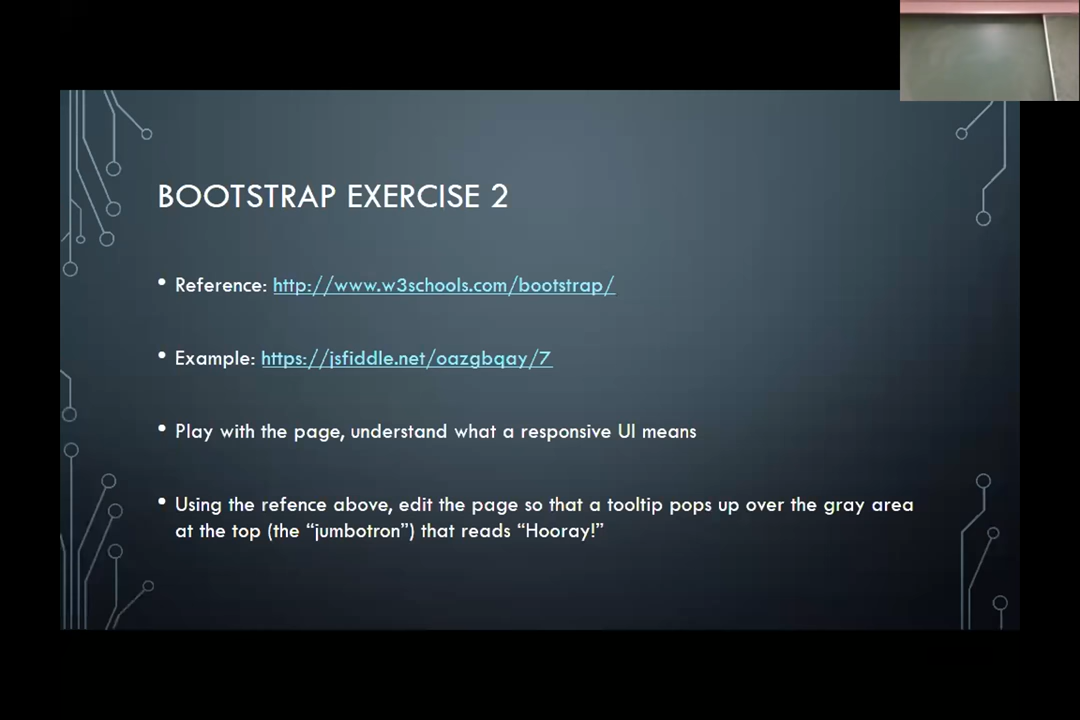 BOOTSTRAP EXERCISE 2
• Reference: http://www.w3schools.com/bootstrap/
• Example: https://jsfiddle.net/oazgbqay/7
• Play with the page, understand what a responsive UI means
• Using the refence above, edit the page so that a tooltip pops up over the gray area
at the top (the “jumbotron”) that reads “Hooray!”